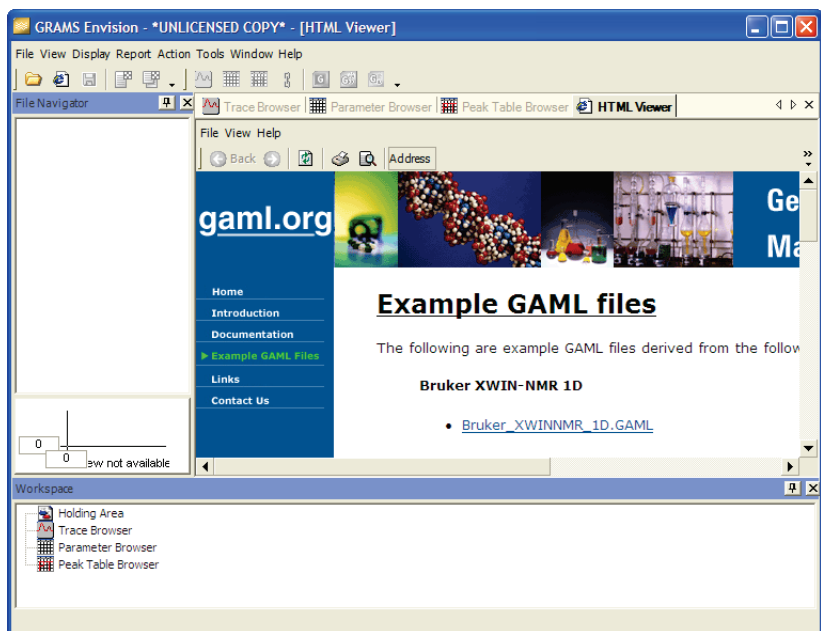 GRAMS Envision - *UNLICENSED COPY* - [HTML Viewer]
File View Display Report Action Tools Window Help
File Navigator
Trace Browser Parameter Browser Peak Table Browser HTML Viewer
File View Help
Back Address
gaml.org
Ge
Ma
Home
Introduction
Documentation
Example GAML Files
Links
Contact Us
Example GAML files
The following are example GAML files derived from the follow
Bruker XWIN-NMR 1D
Bruker_XWINNMR_1D.GAML
0
0
ew not available
Workspace
Holding Area
Trace Browser
Parameter Browser
Peak Table Browser